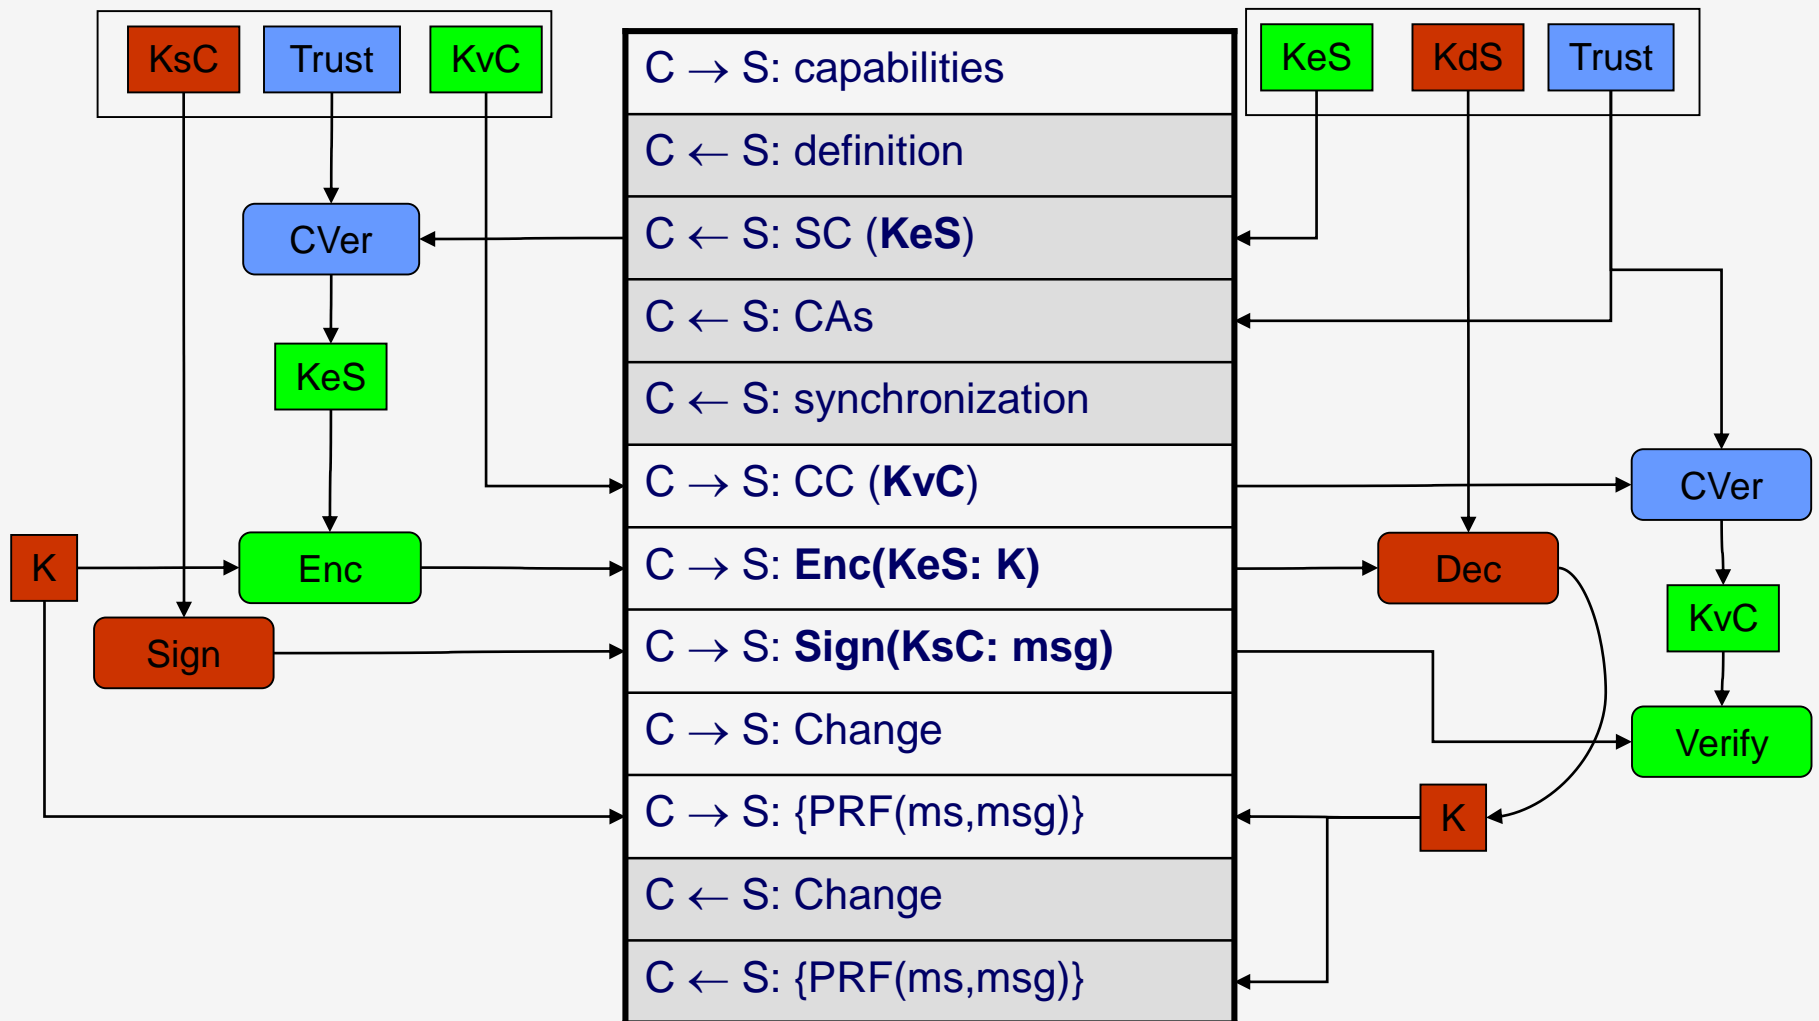 KsC
Trust
KvC
KeS
KdS
Trust
C → S: capabilities
C ← S: definition
C ← S: SC (KeS)
C ← S: CAs
C ← S: synchronization
C → S: CC (KvC)
C → S: Enc(KeS: K)
C → S: Sign(KsC: msg)
C → S: Change
C → S: {PRF(ms,msg)}
C ← S: Change
C ← S: {PRF(ms,msg)}
CVer
KeS
K
Enc
Sign
CVer
Dec
KvC
Verify
K